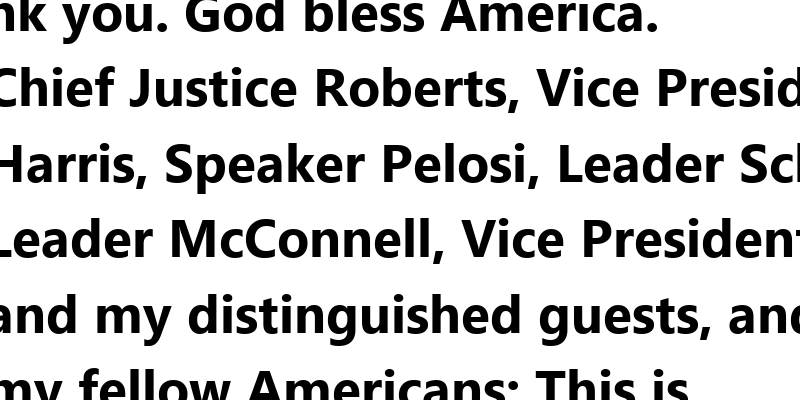 nk you. God bless America.
Chief Justice Roberts, Vice Presid
Harris, Speaker Pelosi, Leader Sch
Leader McConnell, Vice President
and my distinguished guests, and
my fellow Americans: This is